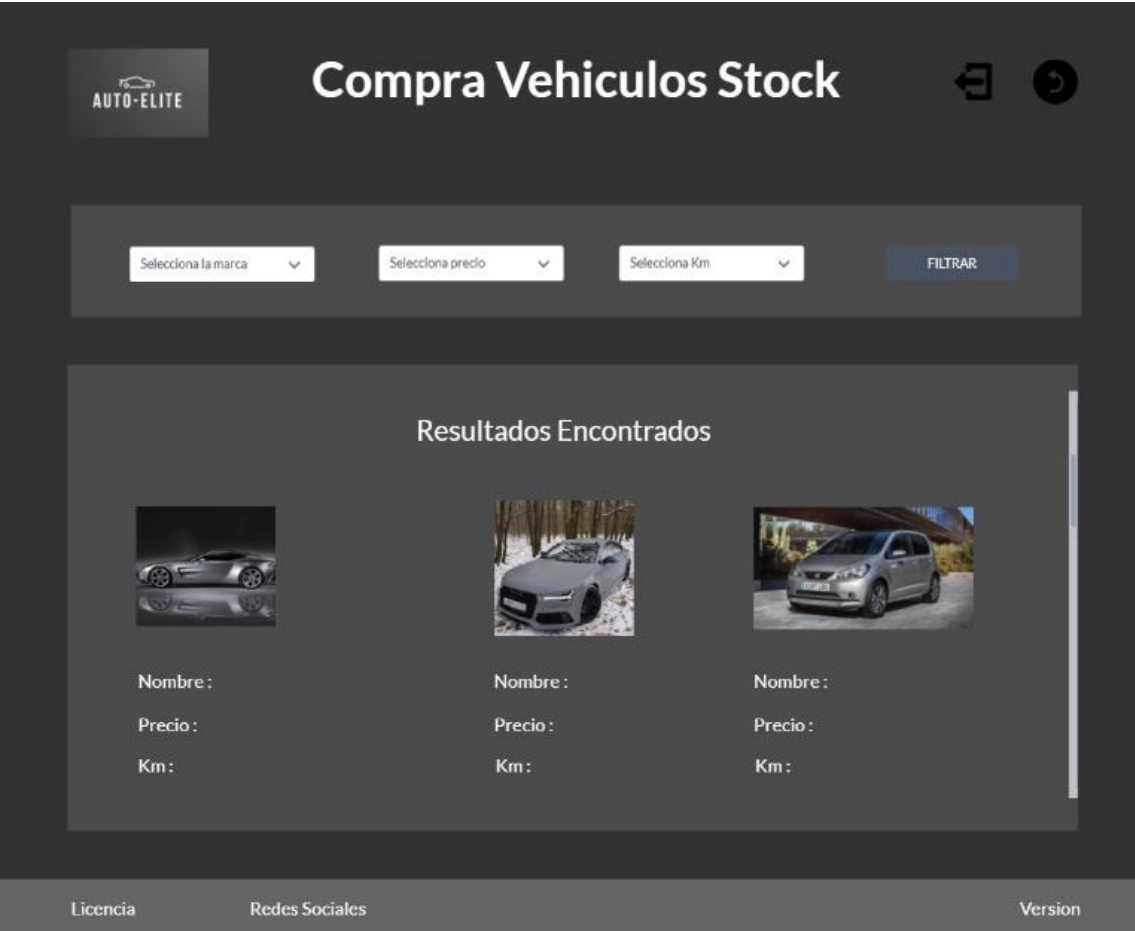 AUTO-ELITE
Compra Vehiculos Stock
Selecciona la marca
Selecciona precio
Selecciona Km
FILTRAR
Resultados Encontrados
Nombre :
Nombre :
Nombre :
Precio :
Precio :
Precio :
Km :
Km :
Km :
Licencia
Redes Sociales
Version